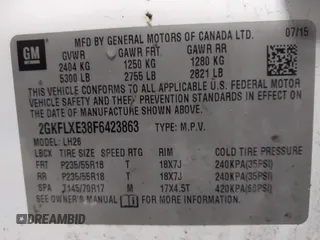 GM
MFD BY GENERAL MOTORS OF CANADA LTD. 07/15
GVWR GAWR FRT GAWR RR
2404 KG 1250 KG 1280 KG
5300 LB 2755 LB 2821 LB
THIS VEHICLE CONFORMS TO ALL APPLICABLE U.S. FEDERAL
MOTOR VEHICLE SAFETY, AND THEFT PREVENTION STANDARDS
IN EFFECT ON THE DATE OF MANUFACTURE SHOWN ABOVE.
2GKFLXE38F6423863 TYPE: M.P.V.
MODEL: LH26
LBCX TIRE SIZE SPEED RTG RIM COLD TIRE PRESSURE
FRT P235/55R18 T 18X7J 240KPA(35PSI)
RR P235/55R18 T 18X7J 240KPA(35PSI)
SPA T145/70R17 M 17X4.5T 420KPA(60PSI)